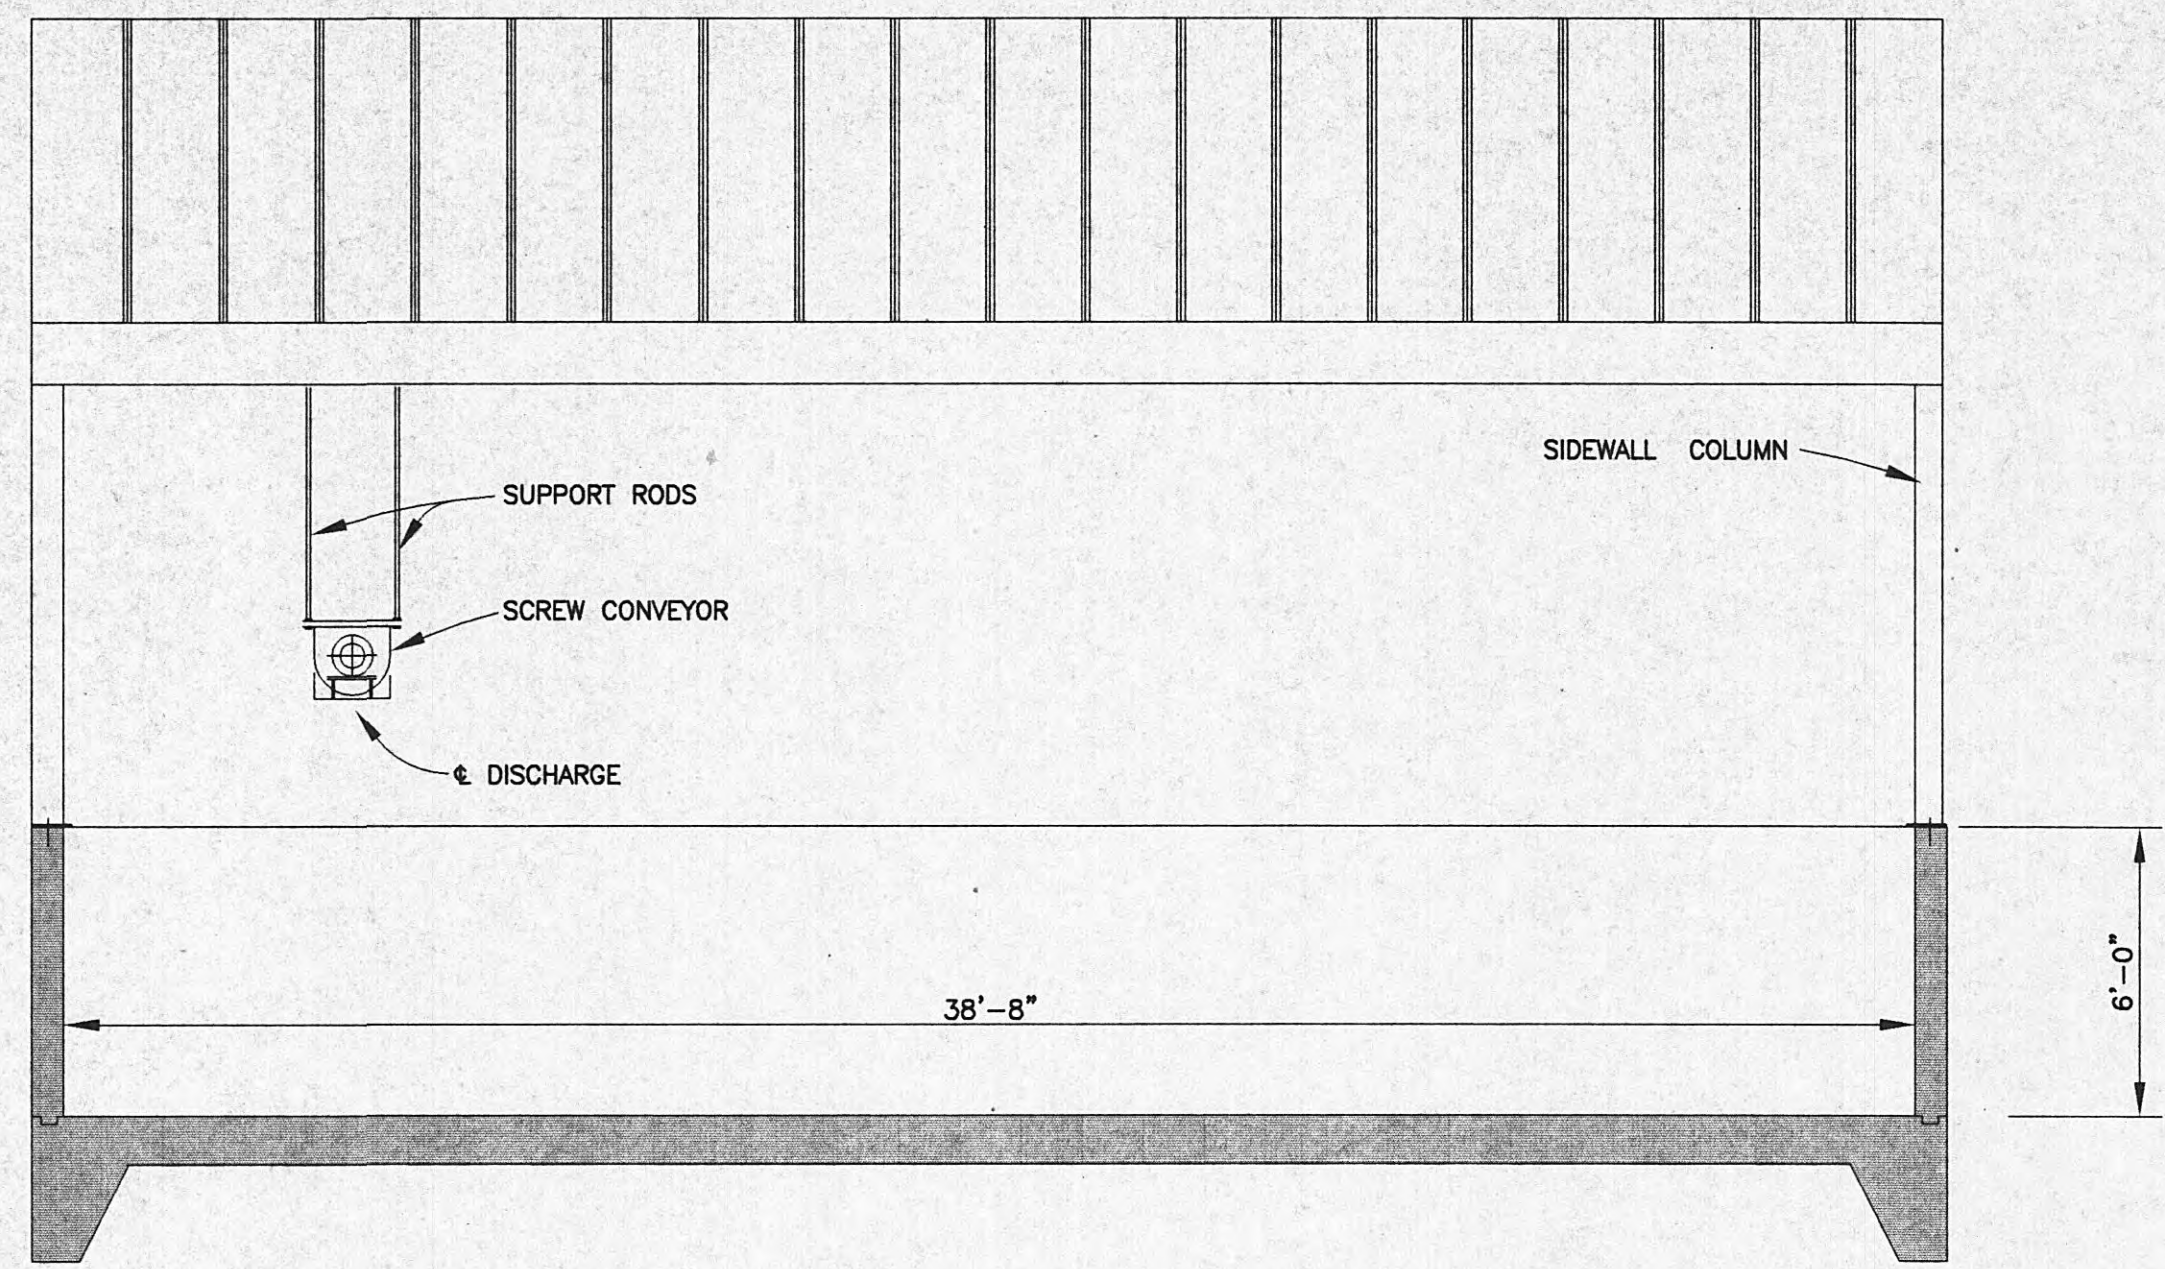 SIDEWALL COLUMN
SUPPORT RODS
SCREW CONVEYOR
℄ DISCHARGE
6'-0"
38'-8"